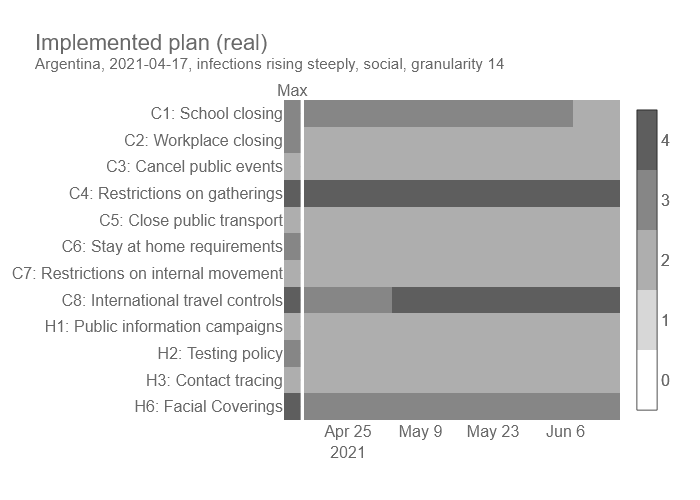 Implemented plan (real)
Argentina, 2021-04-17, infections rising steeply, social, granularity 14
Max
C1: School closing
C2: Workplace closing
C3: Cancel public events
C4: Restrictions on gatherings
C5: Close public transport
C6: Stay at home requirements
C7: Restrictions on internal movement
C8: International travel controls
H1: Public information campaigns
H2: Testing policy
H3: Contact tracing
H6: Facial Coverings
4
3
2
1
0
Apr 25 May 9 May 23 Jun 6
2021